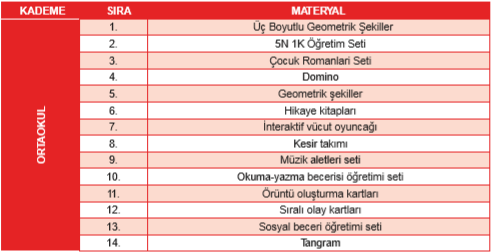 KADEME SIRA MATERYAL
ORTAOKUL
1. Üç Boyutlu Geometrik Şekiller
2. 5N 1K Öğretim Seti
3. Çocuk Romanlari Seti
4. Domino
5. Geometrik şekiller
6. Hikaye kitapları
7. İnteraktif vücut oyuncağı
8. Kesir takımı
9. Müzik aletleri seti
10. Okuma-yazma becerisi öğretimi seti
11. Örüntü oluşturma kartları
12. Sıralı olay kartları
13. Sosyal beceri öğretimi seti
14. Tangram